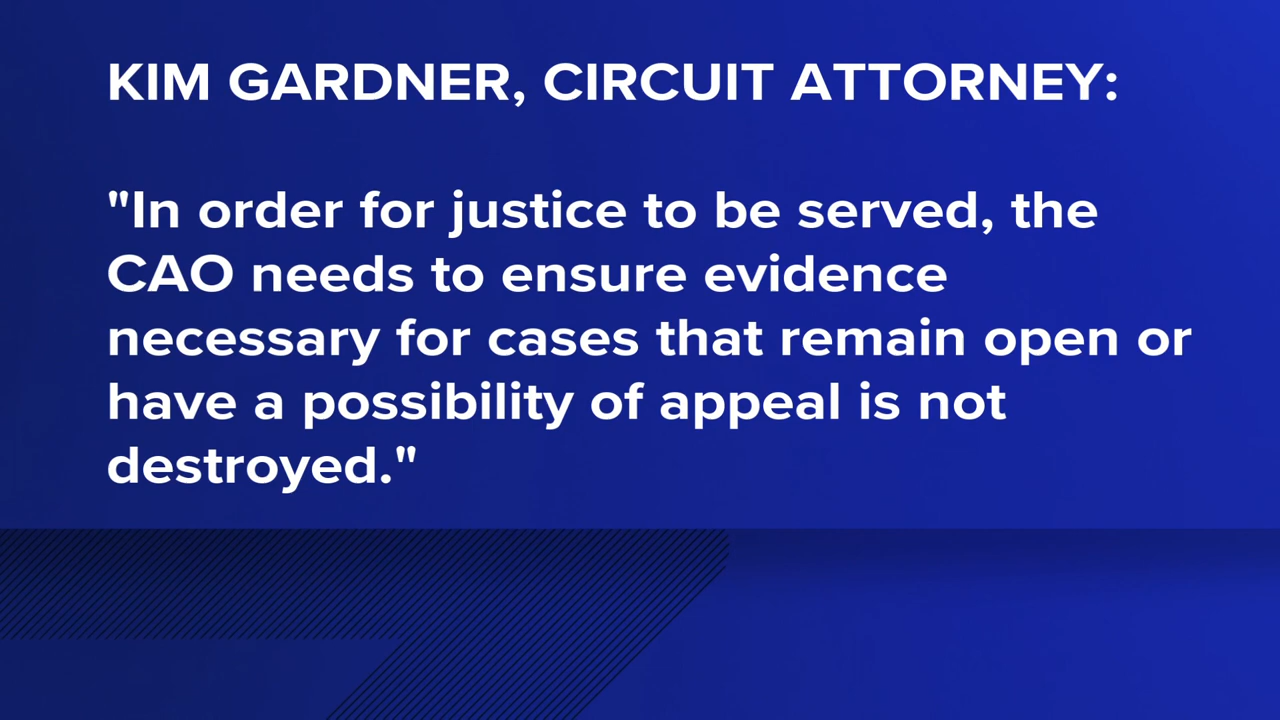 KIM GARDNER, CIRCUIT ATTORNEY:
"In order for justice to be served, the
CAO needs to ensure evidence
necessary for cases that remain open or
have a possibility of appeal is not
destroyed."